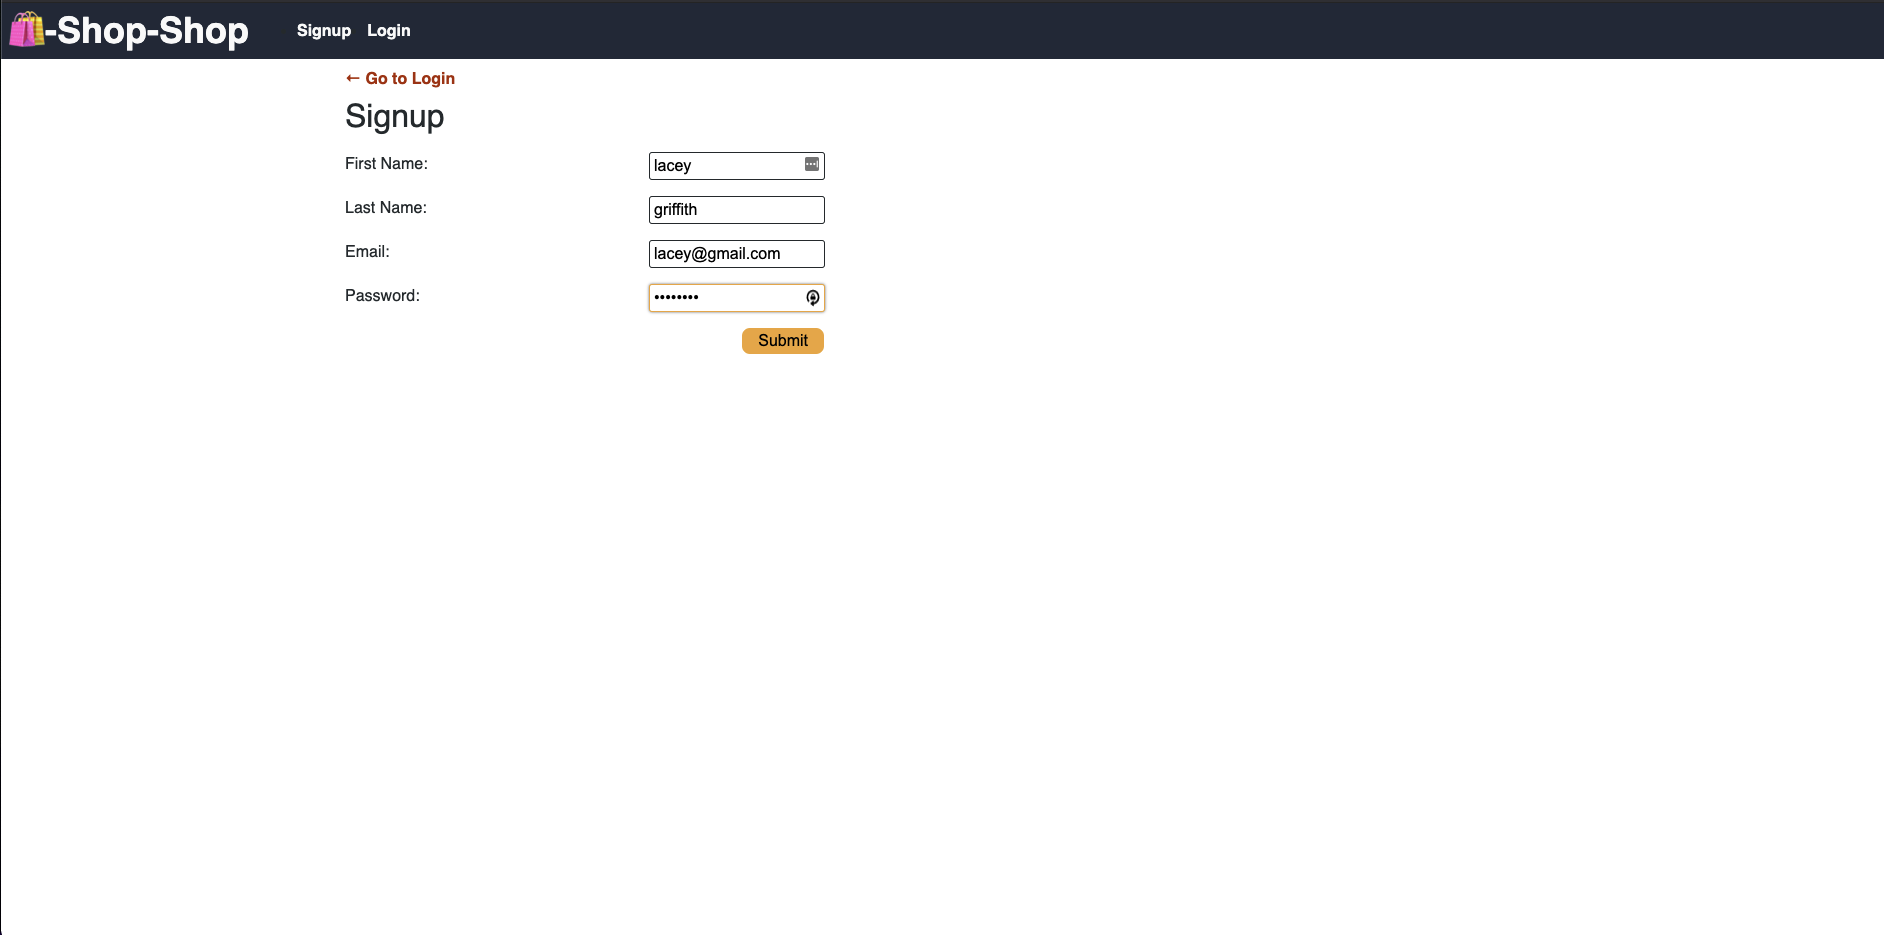 -Shop-Shop Signup Login
← Go to Login
Signup
First Name: lacey
Last Name: griffith
Email: lacey@gmail.com
Password: ••••••••
Submit